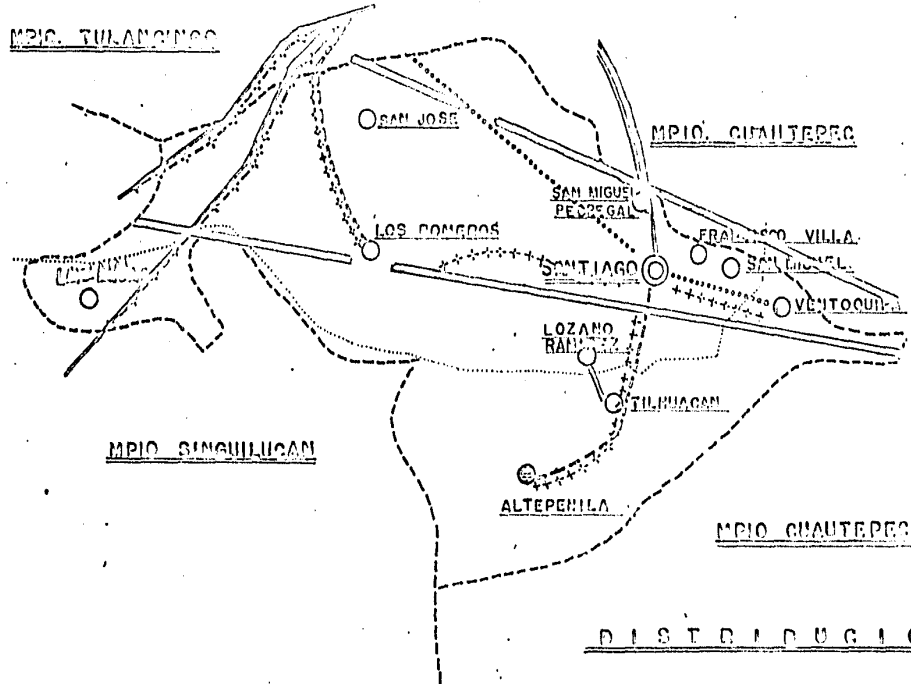 MPIO. TULANCINGO
SAN JOSE
MPIO. CUAUTEPEC
SAN MIGUEL
PEDREGAL
LOS ROMEROS
FRANCISCO VILLA
SANTIAGO
SAN MIGUEL
VENTOQUIPA
LOZANO
RAMIREZ
TILHUACAN
MPIO SINGUILUCAN
ALTEPEMILA
MPIO CUAUTEPEC
DISTRIBUCIO